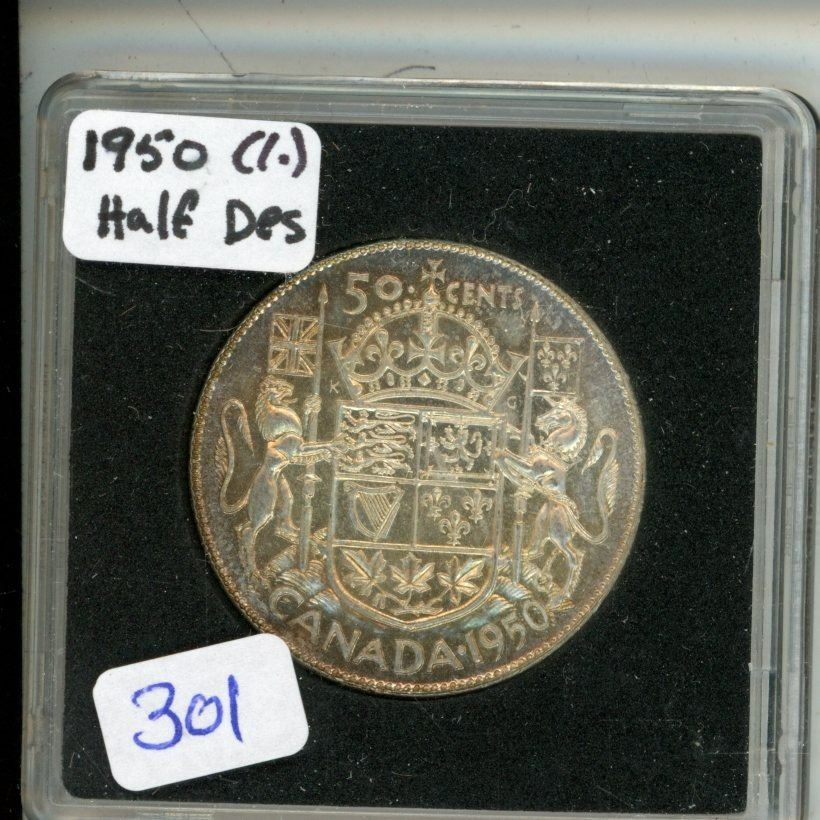 1950 (1.)
Half Des
50 · CENTS
K G
CANADA · 1950
301